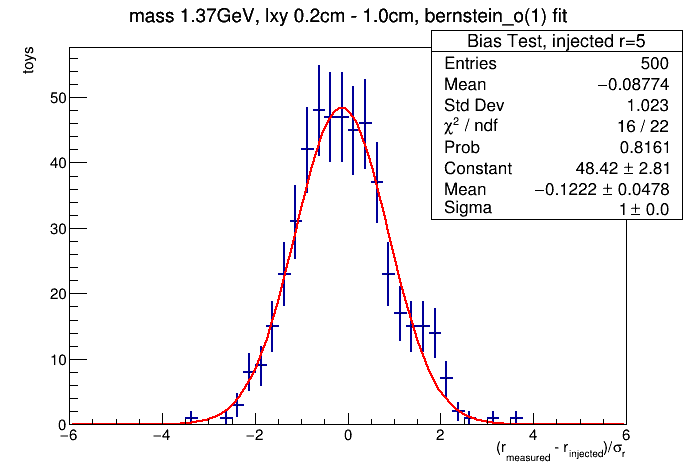 mass 1.37GeV, lxy 0.2cm - 1.0cm, bernstein_o(1) fit
toys
Bias Test, injected r=5
Entries 500
Mean −0.08774
Std Dev 1.023
χ² / ndf 16 / 22
Prob 0.8161
Constant 48.42 ± 2.81
Mean −0.1222 ± 0.0478
Sigma 1 ± 0.0
50
40
30
20
10
0
−6 −4 −2 0 2 4 6
(r_measured - r_injected)/σ_r